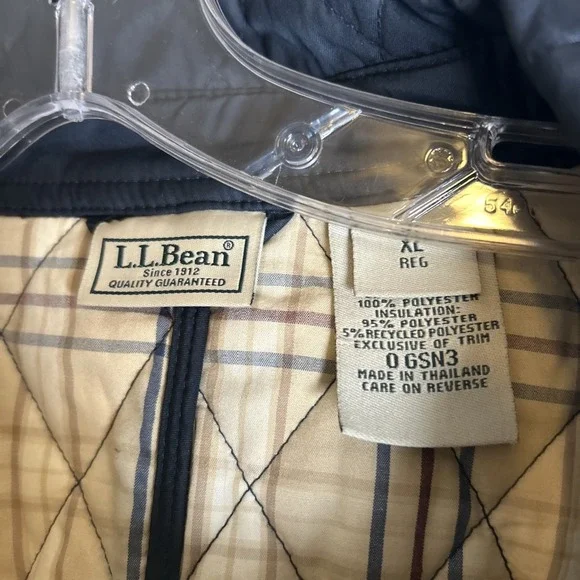 L.L.Bean®
Since 1912
QUALITY GUARANTEED
XL
REG
100% POLYESTER
INSULATION:
95% POLYESTER
5% RECYCLED POLYESTER
EXCLUSIVE OF TRIM
0 GSN3
MADE IN THAILAND
CARE ON REVERSE